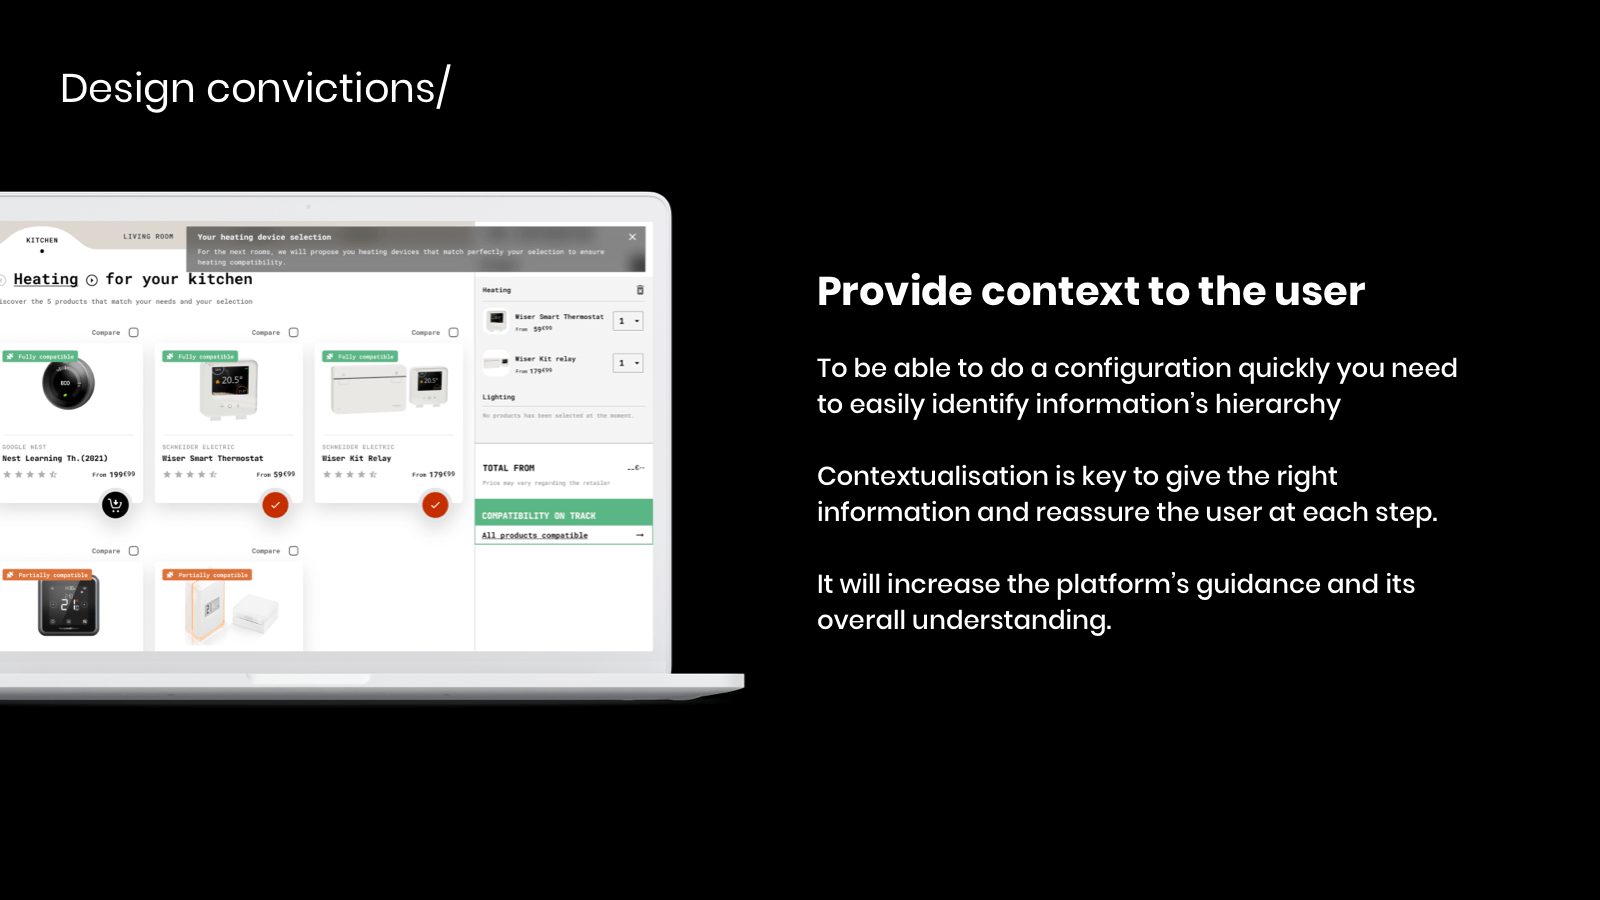 Design convictions/
KITCHEN
LIVING ROOM
Your heating device selection
For the next rooms, we will propose you heating devices that match perfectly your selection to ensure
heating compatibility.
Heating for your kitchen
iscover the 5 products that match your needs and your selection
Compare
Compare
Compare
Fully compatible
Fully compatible
Fully compatible
ECO
20.5°
20.5°
GOOGLE NEST
SCHNEIDER ELECTRIC
SCHNEIDER ELECTRIC
Nest Learning Th.(2021)
Wiser Smart Thermostat
Wiser Kit Relay
From 199€99
From 59€99
From 179€99
Compare
Compare
Partially compatible
Partially compatible
Heating
Wiser Smart Thermostat
From 59€99
1
Wiser Kit relay
From 179€99
1
Lighting
No products has been selected at the moment.
TOTAL FROM
--€--
Price may vary regarding the retailer
COMPATIBILITY ON TRACK
All products compatible
Provide context to the user
To be able to do a configuration quickly you need
to easily identify information's hierarchy
Contextualisation is key to give the right
information and reassure the user at each step.
It will increase the platform's guidance and its
overall understanding.